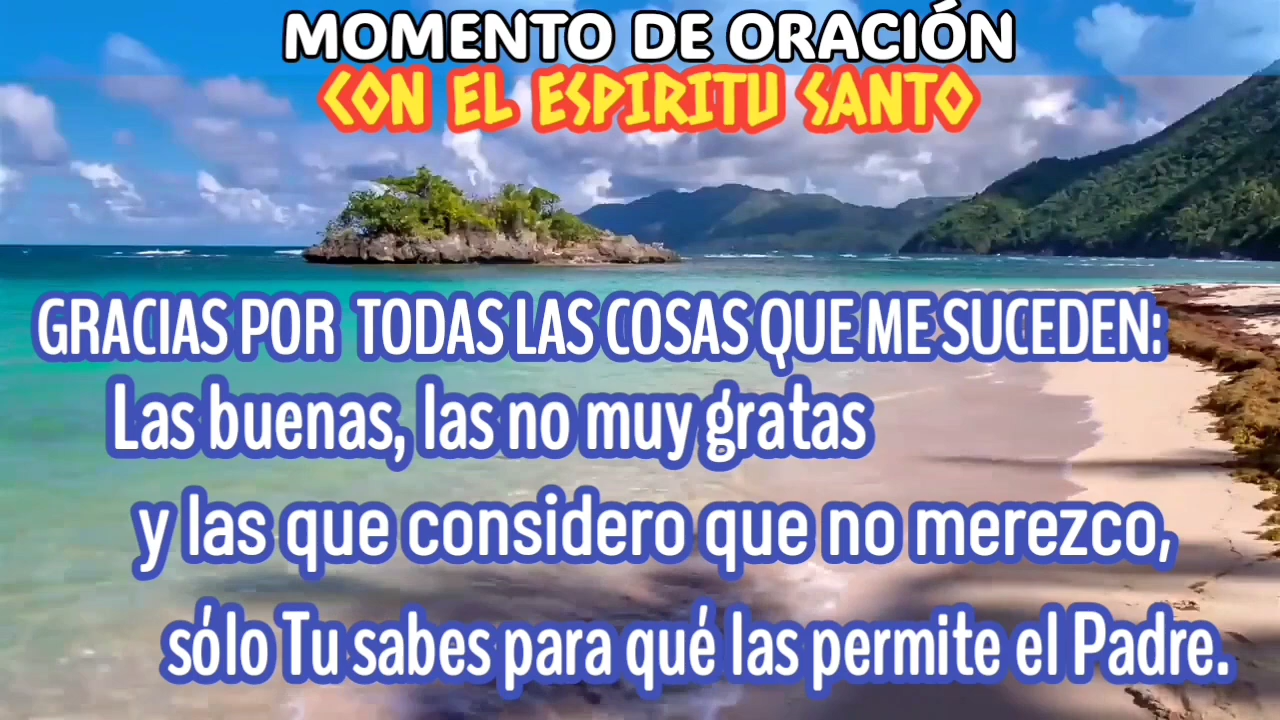 MOMENTO DE ORACIÓN
CON EL ESPIRITU SANTO
GRACIAS POR TODAS LAS COSAS QUE ME SUCEDEN:
Las buenas, las no muy gratas
y las que considero que no merezco,
sólo Tu sabes para qué las permite el Padre.